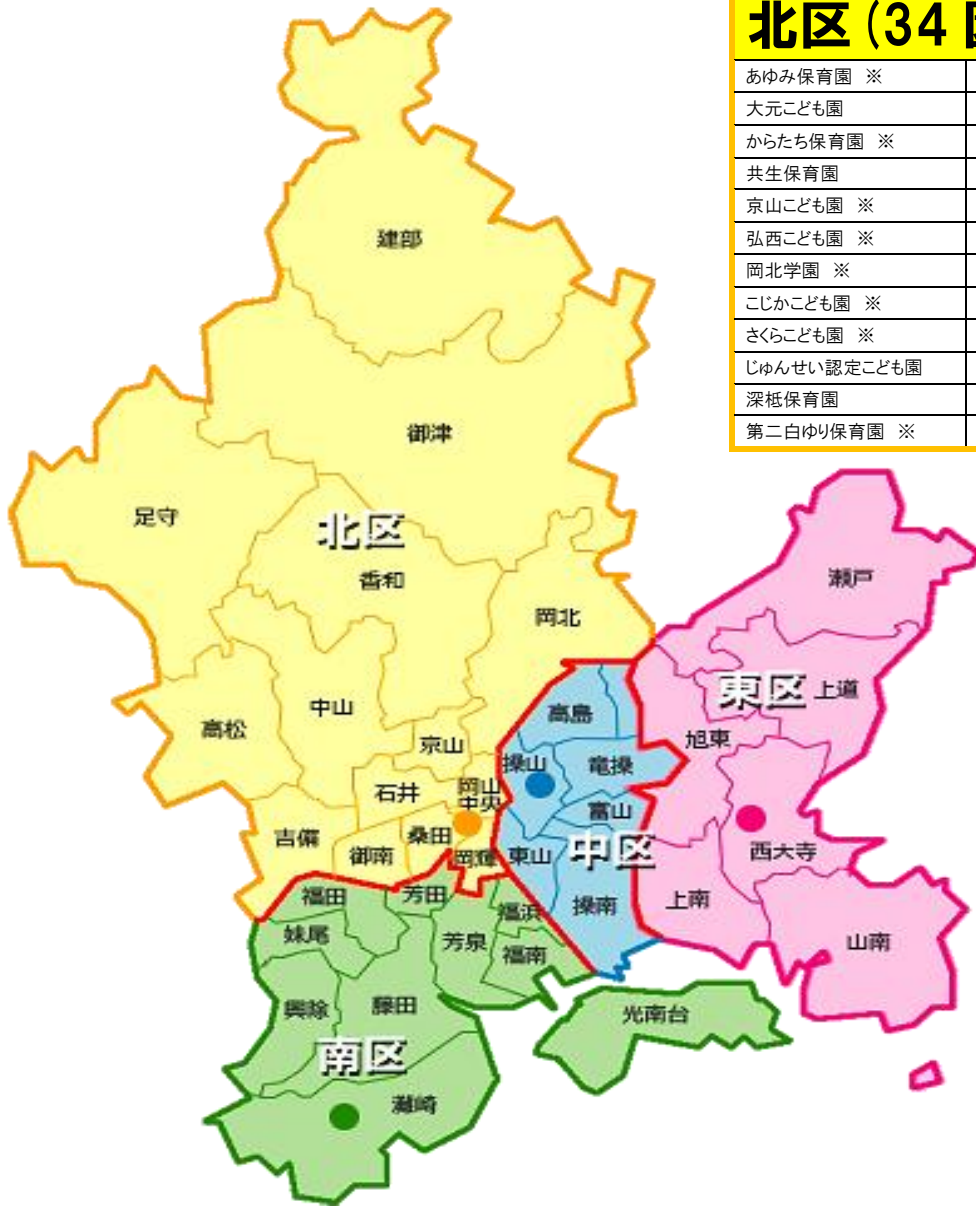 北区(34
あゆみ保育園 ※
大元こども園
からたち保育園 ※
共生保育園
京山こども園 ※
弘西こども園 ※
岡北学園 ※
こじかこども園 ※
さくらこども園 ※
じゅんせい認定こども園
深柢保育園
第二白ゆり保育園 ※
建部
御津
足守
北区
香和
岡北
瀬戸
東区
上道
中山
高松
高島
旭東
京山
操山
竜操
石井
岡山
中央
富山
吉備
御南
桑田
岡輝
東山
中区
西大寺
福田
芳田
福浜
操南
上南
妹尾
芳泉
福南
山南
興除
藤田
光南台
南区
灘崎